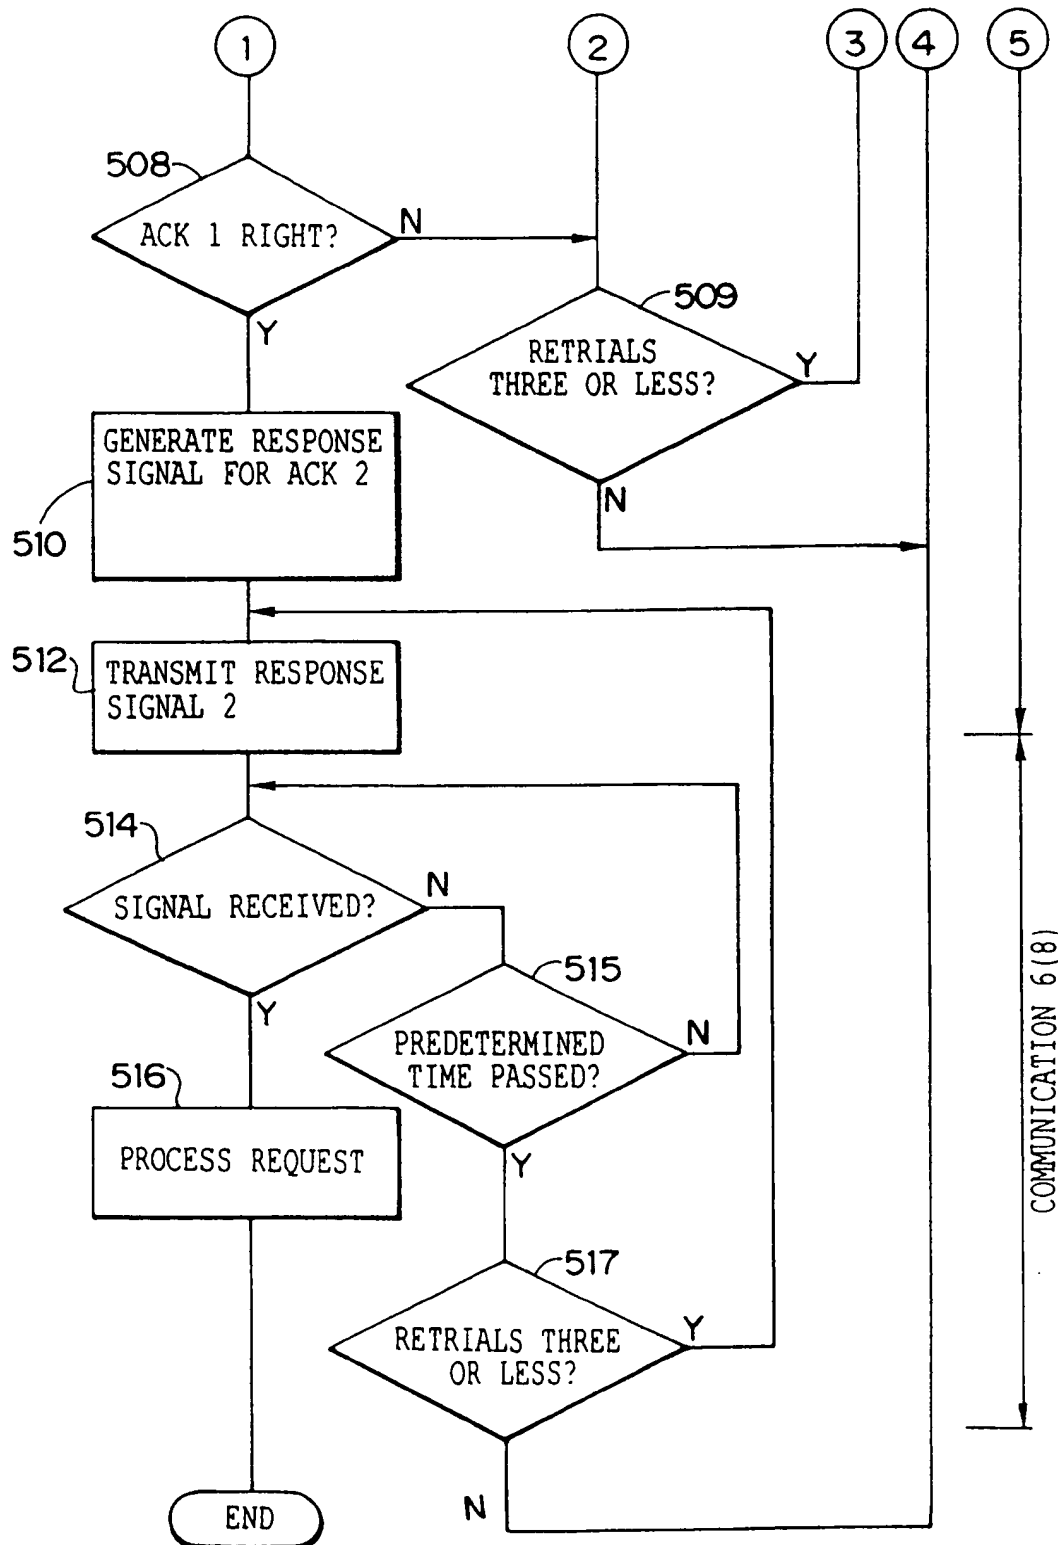 1
2
3
4
5
508
ACK 1 RIGHT?
N
Y
509
RETRIALS
THREE OR LESS?
Y
N
GENERATE RESPONSE
SIGNAL FOR ACK 2
510
512
TRANSMIT RESPONSE
SIGNAL 2
514
SIGNAL RECEIVED?
N
Y
515
PREDETERMINED
TIME PASSED?
N
Y
516
PROCESS REQUEST
517
RETRIALS THREE
OR LESS?
Y
N
END
COMMUNICATION 6(8)